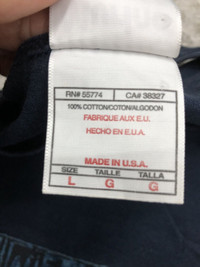 RN# 55774 CA# 38327
100% COTTON/COTON/ALGODON
FABRIQUE AUX E.U.
HECHO EN E.U.A.
MADE IN U.S.A.
SIZE TAILLE TALLA
L G G